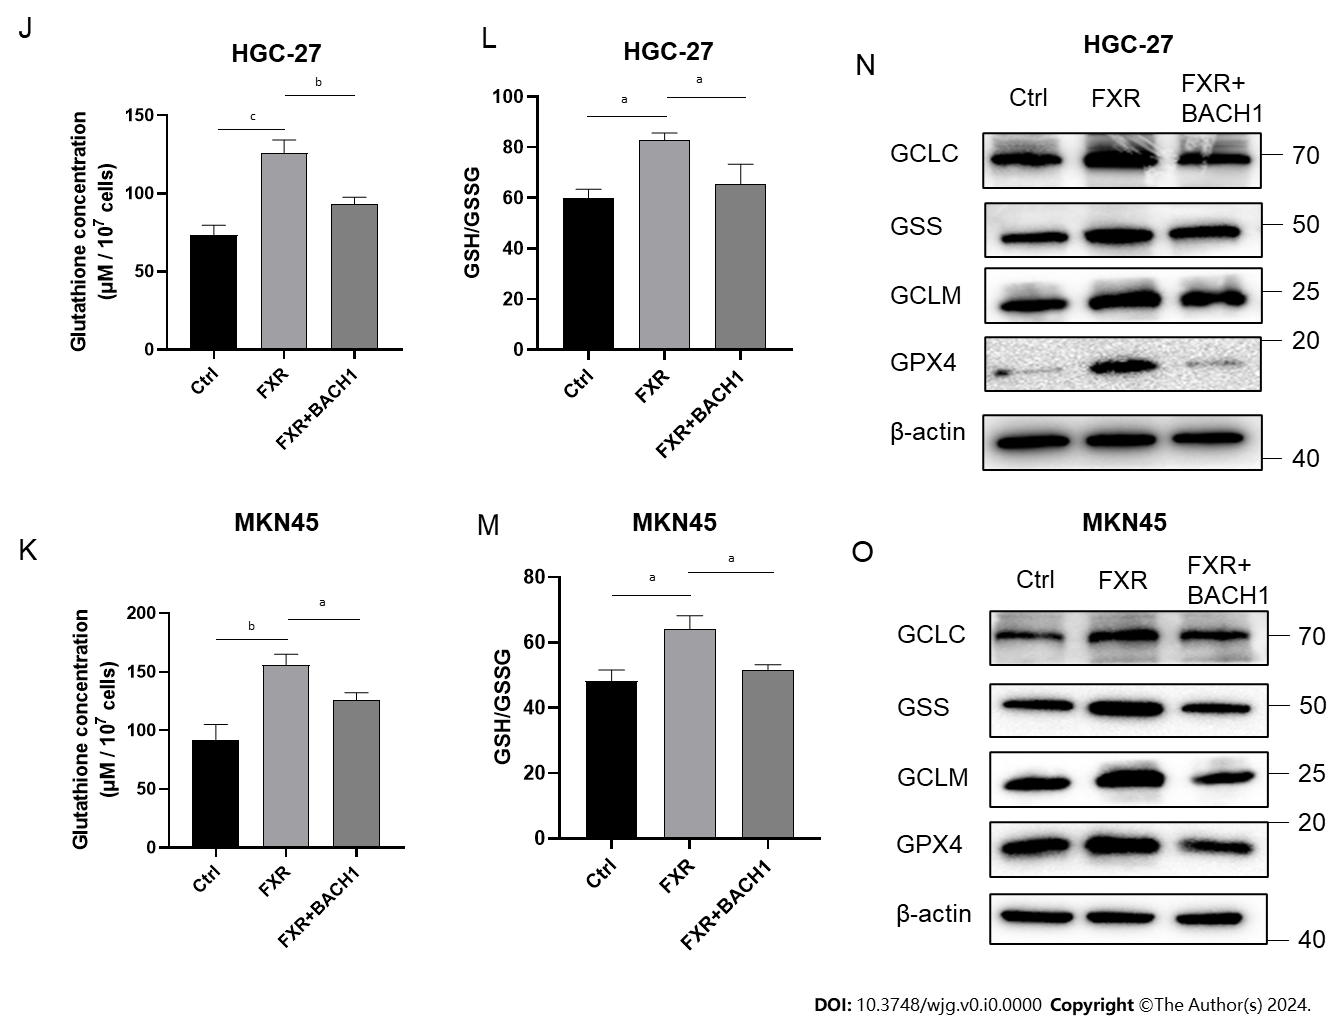 J
HGC-27
c
b
Glutathione concentration
(μM / 10⁷ cells)
150
100
50
0
Ctrl
FXR
FXR+BACH1
L
HGC-27
a
a
GSH/GSSG
100
80
60
40
20
0
Ctrl
FXR
FXR+BACH1
N
HGC-27
Ctrl
FXR
FXR+
BACH1
GCLC
70
GSS
50
GCLM
25
GPX4
20
β-actin
40
K
MKN45
b
a
Glutathione concentration
(μM / 10⁷ cells)
200
150
100
50
0
Ctrl
FXR
FXR+BACH1
M
MKN45
a
a
GSH/GSSG
80
60
40
20
0
Ctrl
FXR
FXR+BACH1
O
MKN45
Ctrl
FXR
FXR+
BACH1
GCLC
70
GSS
50
GCLM
25
GPX4
20
β-actin
40
DOI: 10.3748/wjg.v0.i0.0000 Copyright ©The Author(s) 2024.